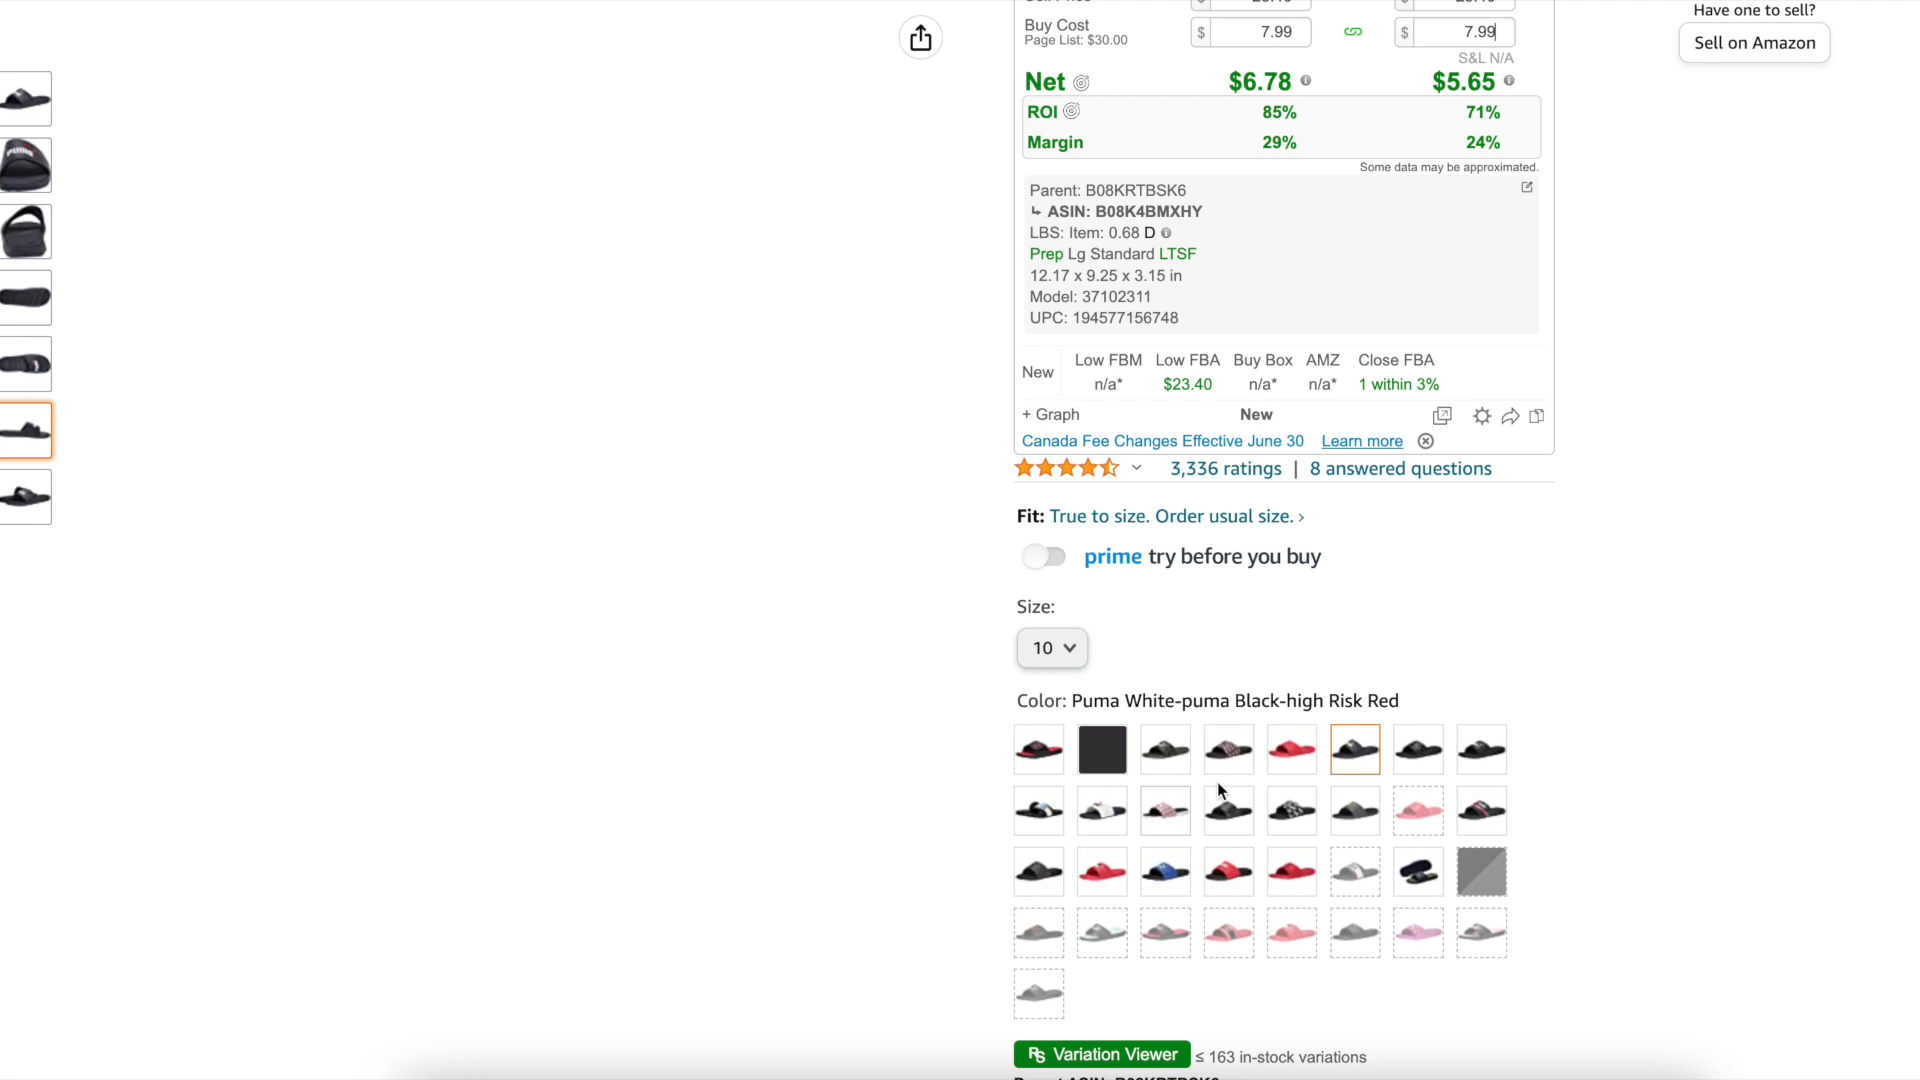 Have one to sell?
Buy Cost $ 7.99 $ 7.99
Page List: $30.00
Sell on Amazon
S&L N/A
Net $6.78 $5.65
ROI 85% 71%
Margin 29% 24%
Some data may be approximated.
Parent: B08KRTBSK6
ASIN: B08K4BMXHY
LBS: Item: 0.68 D
Prep Lg Standard LTSF
12.17 x 9.25 x 3.15 in
Model: 37102311
UPC: 194577156748
Low FBM Low FBA Buy Box AMZ Close FBA
New n/a* $23.40 n/a* n/a* 1 within 3%
+ Graph New
Canada Fee Changes Effective June 30 Learn more
3,336 ratings | 8 answered questions
Fit: True to size. Order usual size. ›
prime try before you buy
Size:
10
Color: Puma White-puma Black-high Risk Red
RS Variation Viewer ≤ 163 in-stock variations